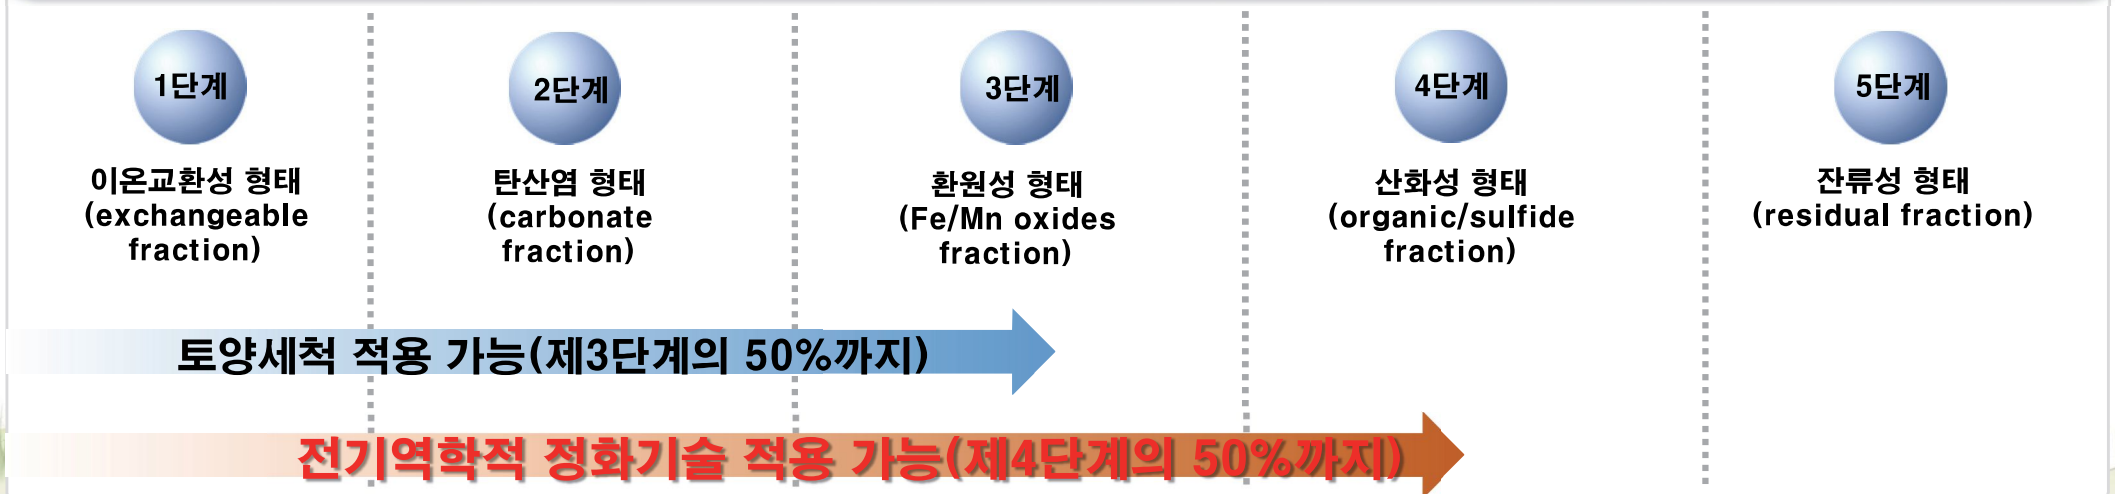 1단계
2단계
3단계
4단계
5단계
이온교환성 형태
(exchangeable
fraction)
탄산염 형태
(carbonate
fraction)
환원성 형태
(Fe/Mn oxides
fraction)
산화성 형태
(organic/sulfide
fraction)
잔류성 형태
(residual fraction)
토양세척 적용 가능(제3단계의 50%까지)
전기역학적 정화기술 적용 가능(제4단계의 50%까지)